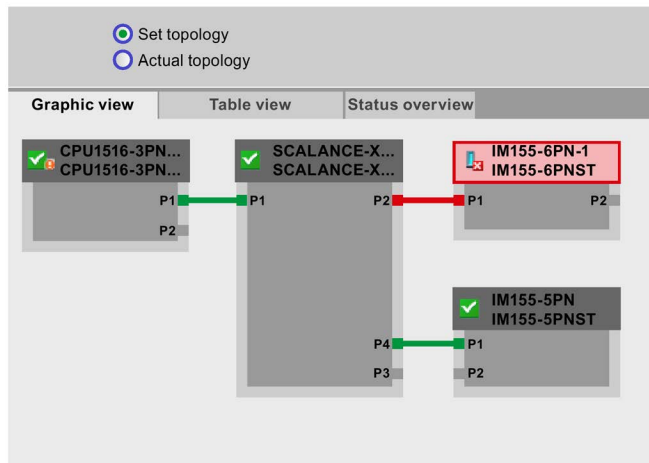 Set topology
Actual topology
Graphic view Table view Status overview
CPU1516-3PN...
CPU1516-3PN...
P1
P2
SCALANCE-X...
SCALANCE-X...
P1 P2
P4
P3
IM155-6PN-1
IM155-6PNST
P1 P2
IM155-5PN
IM155-5PNST
P1
P2